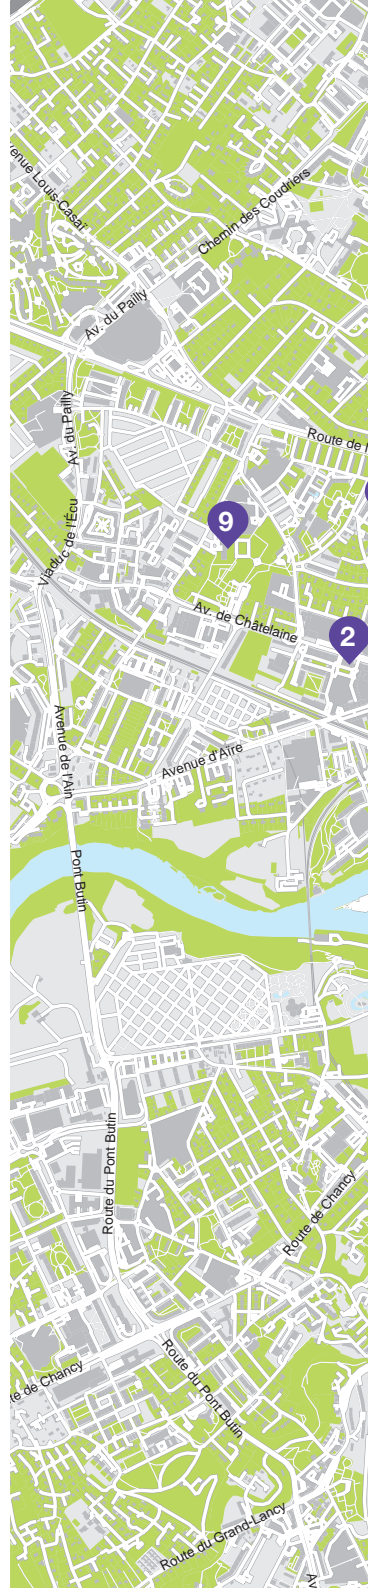 enue Louis-Casaï
Chemin des Coudriers
Av. du Pailly
Av. du Pailly
Route de
9
Viaduc de l'Écu
Av. de Châtelaine
2
Avenue de l'Ain
Avenue d'Aïre
Pont Butin
Route du Pont Butin
Route de Chancy
Route du Pont Butin
te de Chancy
Route du Grand-Lancy
Av